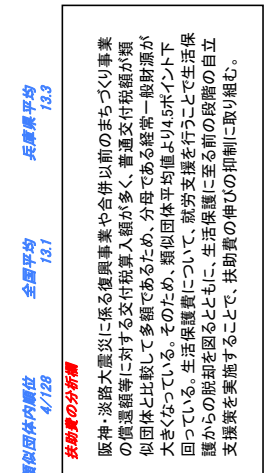 類似団体内順位 全国平均 兵庫県平均
4/128 13.1 13.3
扶助費の分析欄
阪神・淡路大震災に係る復興事業や合併以前のまちづくり事業
の償還額等に対する交付税算入額が多く、普通交付税額が類
似団体と比較して多額であるため、分母である経常一般財源が
大きくなっている。そのため、類似団体平均値より4.5ポイント下
回っている。生活保護費について、就労支援を行うことで生活保
護からの脱却を図るとともに、生活保護に至る前の段階の自立
支援策を実施することで、扶助費の伸びの抑制に取り組む。